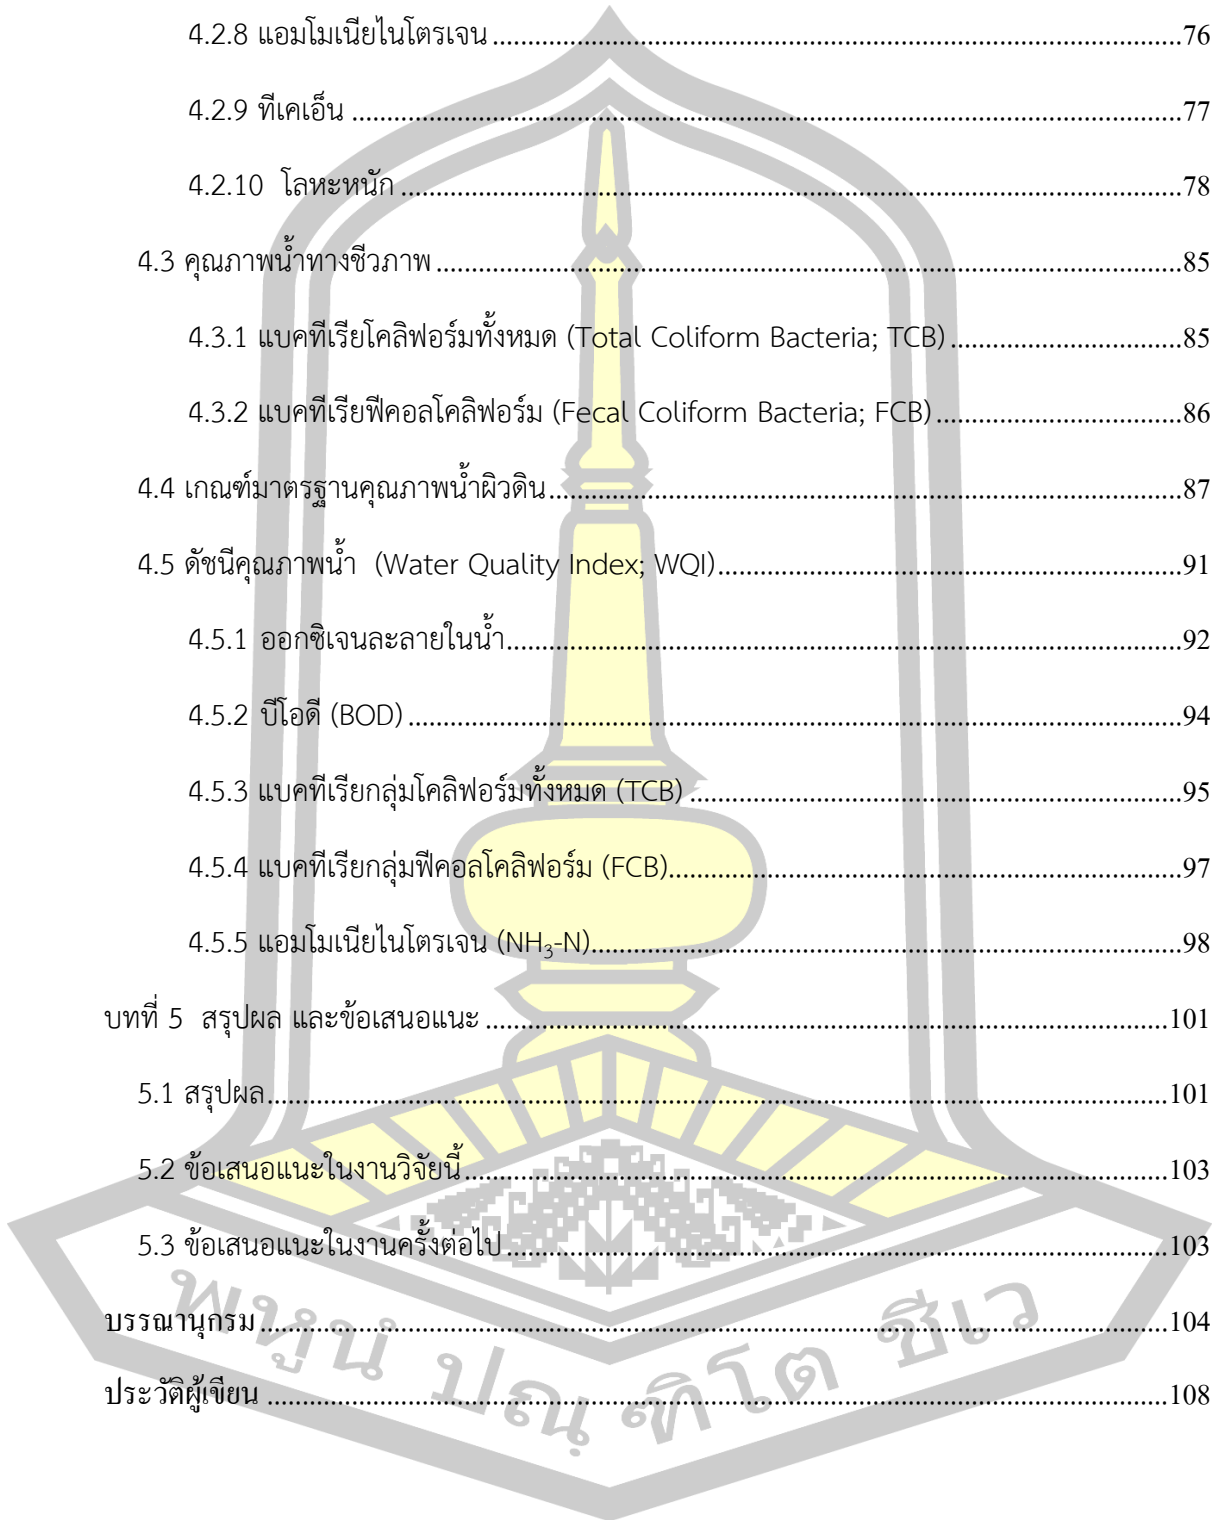 4.2.8 แอมโมเนียไนโตรเจน ....................76
4.2.9 ทีเคเอ็น ....................77
4.2.10 โลหะหนัก ....................78
4.3 คุณภาพน้ำทางชีวภาพ ....................85
4.3.1 แบคทีเรียโคลิฟอร์มทั้งหมด (Total Coliform Bacteria; TCB) ....................85
4.3.2 แบคทีเรียฟีคอลโคลิฟอร์ม (Fecal Coliform Bacteria; FCB) ....................86
4.4 เกณฑ์มาตรฐานคุณภาพน้ำผิวดิน ....................87
4.5 ดัชนีคุณภาพน้ำ (Water Quality Index; WQI) ....................91
4.5.1 ออกซิเจนละลายในน้ำ ....................92
4.5.2 บีโอดี (BOD) ....................94
4.5.3 แบคทีเรียกลุ่มโคลิฟอร์มทั้งหมด (TCB) ....................95
4.5.4 แบคทีเรียกลุ่มฟีคอลโคลิฟอร์ม (FCB) ....................97
4.5.5 แอมโมเนียไนโตรเจน (NH₃-N) ....................98
บทที่ 5 สรุปผล และข้อเสนอแนะ ....................101
5.1 สรุปผล ....................101
5.2 ข้อเสนอแนะในงานวิจัยนี้ ....................103
5.3 ข้อเสนอแนะในงานครั้งต่อไป ....................103
บรรณานุกรม ....................104
ประวัติผู้เขียน ....................108
พหูนํ ปณฺฑิโต ชีเว